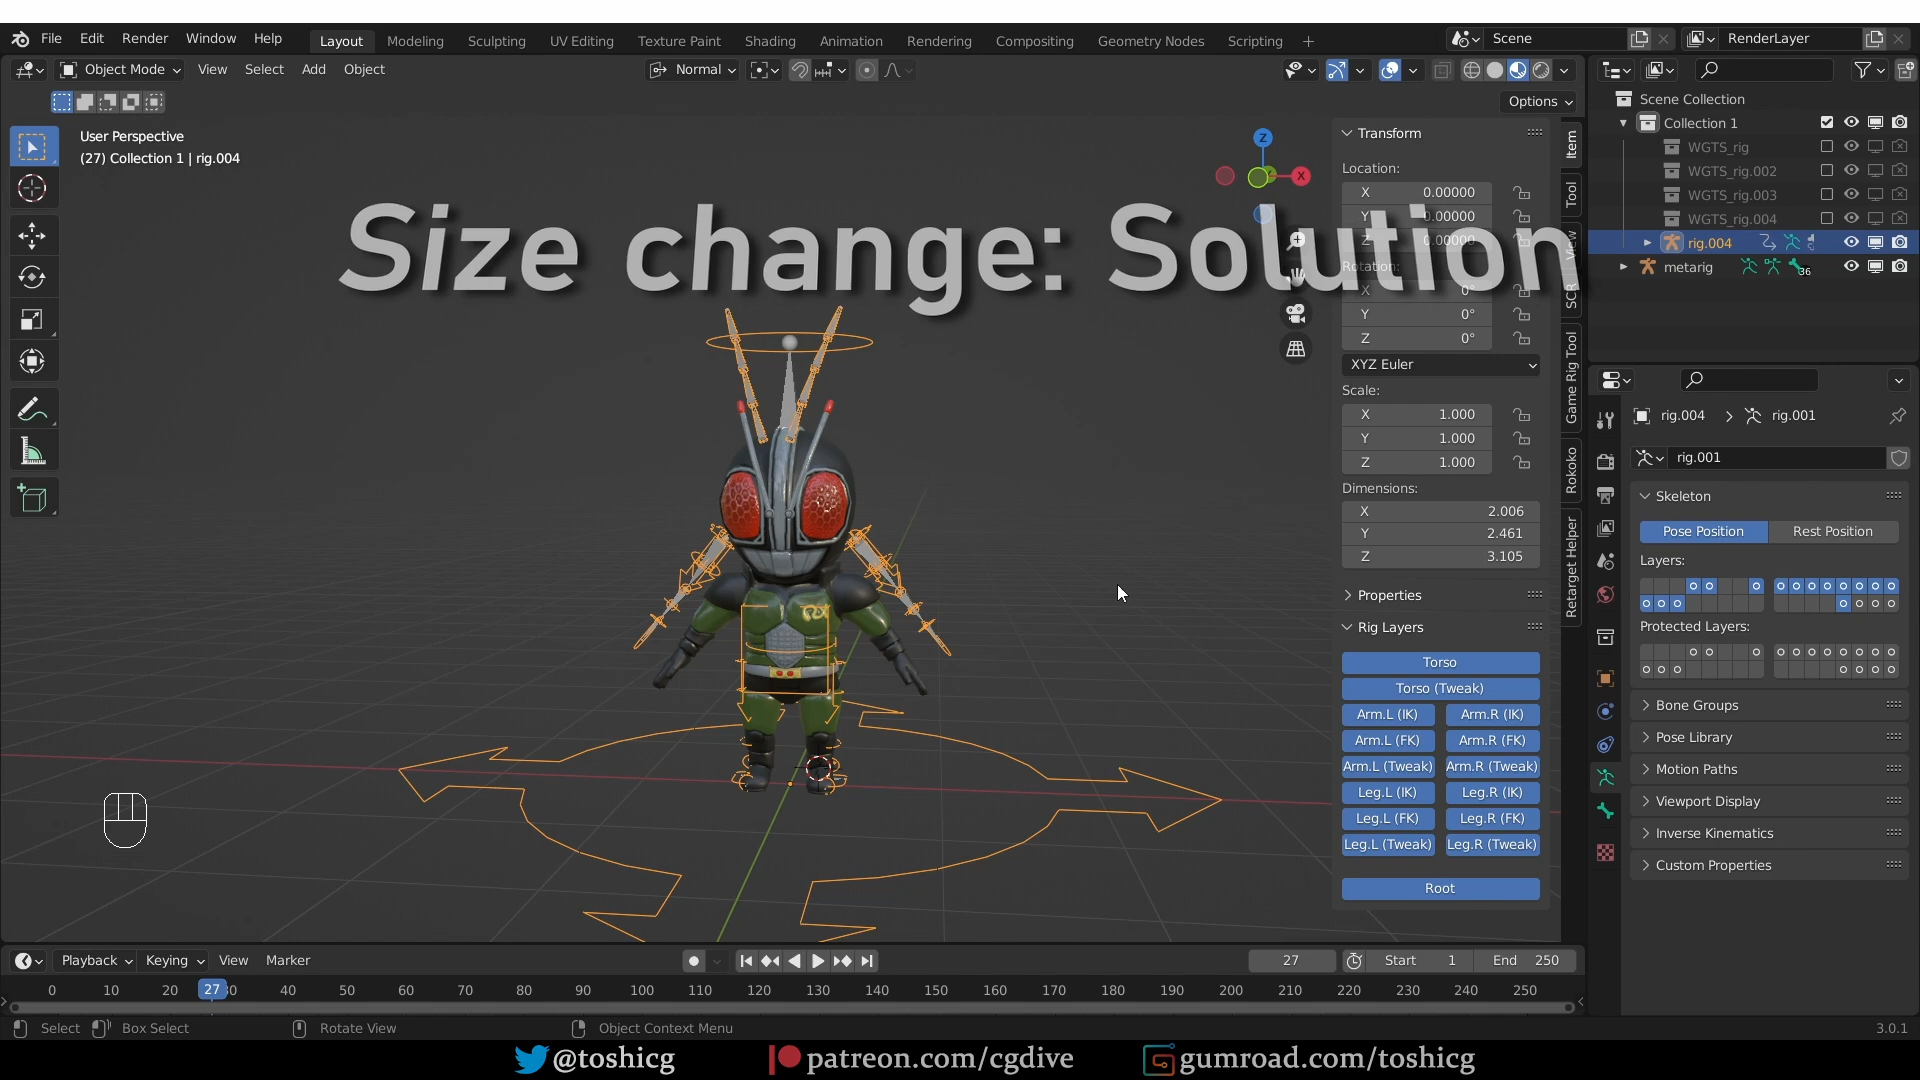 File Edit Render Window Help Layout Modeling Sculpting UV Editing Texture Paint Shading Animation Rendering Compositing Geometry Nodes Scripting + Scene RenderLayer
Object Mode View Select Add Object Normal
Options
User Perspective
(27) Collection 1 | rig.004
Size change: Solution
Z
X
Transform
Location:
X 0.00000
Y 0.00000
Z 0.00000
Rotation:
X 0°
Y 0°
Z 0°
XYZ Euler
Scale:
X 1.000
Y 1.000
Z 1.000
Dimensions:
X 2.006
Y 2.461
Z 3.105
Properties
Rig Layers
Torso
Torso (Tweak)
Arm.L (IK) Arm.R (IK)
Arm.L (FK) Arm.R (FK)
Arm.L (Tweak) Arm.R (Tweak)
Leg.L (IK) Leg.R (IK)
Leg.L (FK) Leg.R (FK)
Leg.L (Tweak) Leg.R (Tweak)
Root
Item
Tool
View
SCR
Game Rig Tool
Rokoko
Retarget Helper
Scene Collection
Collection 1
WGTS_rig
WGTS_rig.002
WGTS_rig.003
WGTS_rig.004
rig.004
metarig 36
rig.004 > rig.001
rig.001
Skeleton
Pose Position Rest Position
Layers:
Protected Layers:
Bone Groups
Pose Library
Motion Paths
Viewport Display
Inverse Kinematics
Custom Properties
Playback Keying View Marker 27 Start 1 End 250
0 10 20 27 30 40 50 60 70 80 90 100 110 120 130 140 150 160 170 180 190 200 210 220 230 240 250
Select Box Select Rotate View Object Context Menu 3.0.1
@toshicg patreon.com/cgdive gumroad.com/toshicg